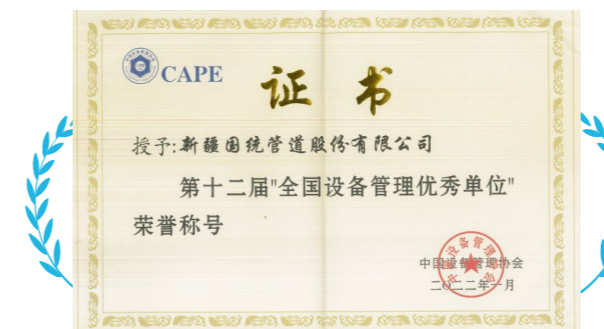 CAPE
证书
授予:新疆国统管道股份有限公司
第十二届"全国设备管理优秀单位"
荣誉称号
中国设备管理协会
二〇二二年一月